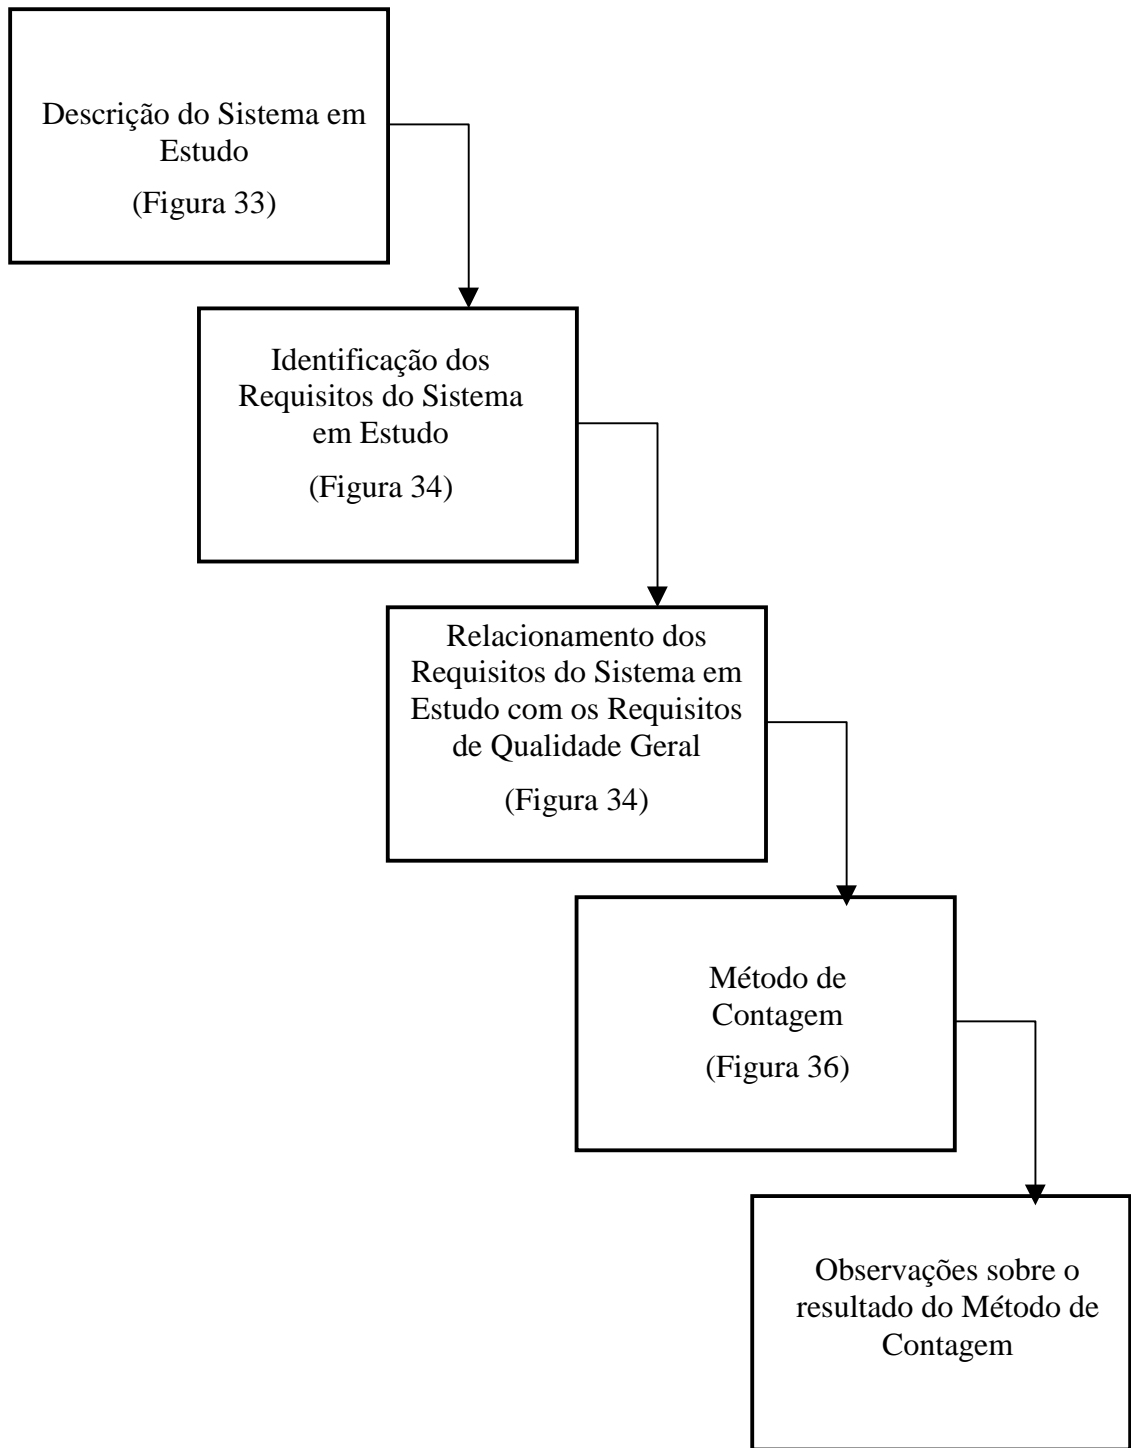 Descrição do Sistema em
Estudo
(Figura 33)
Identificação dos
Requisitos do Sistema
em Estudo
(Figura 34)
Relacionamento dos
Requisitos do Sistema em
Estudo com os Requisitos
de Qualidade Geral
(Figura 34)
Método de
Contagem
(Figura 36)
Observações sobre o
resultado do Método de
Contagem